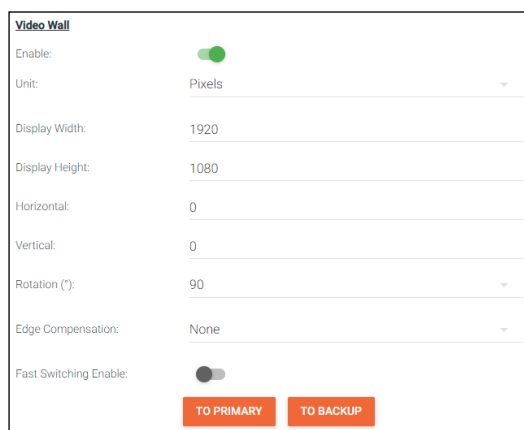 Video Wall
Enable:
Unit: Pixels
Display Width: 1920
Display Height: 1080
Horizontal: 0
Vertical: 0
Rotation (°): 90
Edge Compensation: None
Fast Switching Enable:
TO PRIMARY TO BACKUP